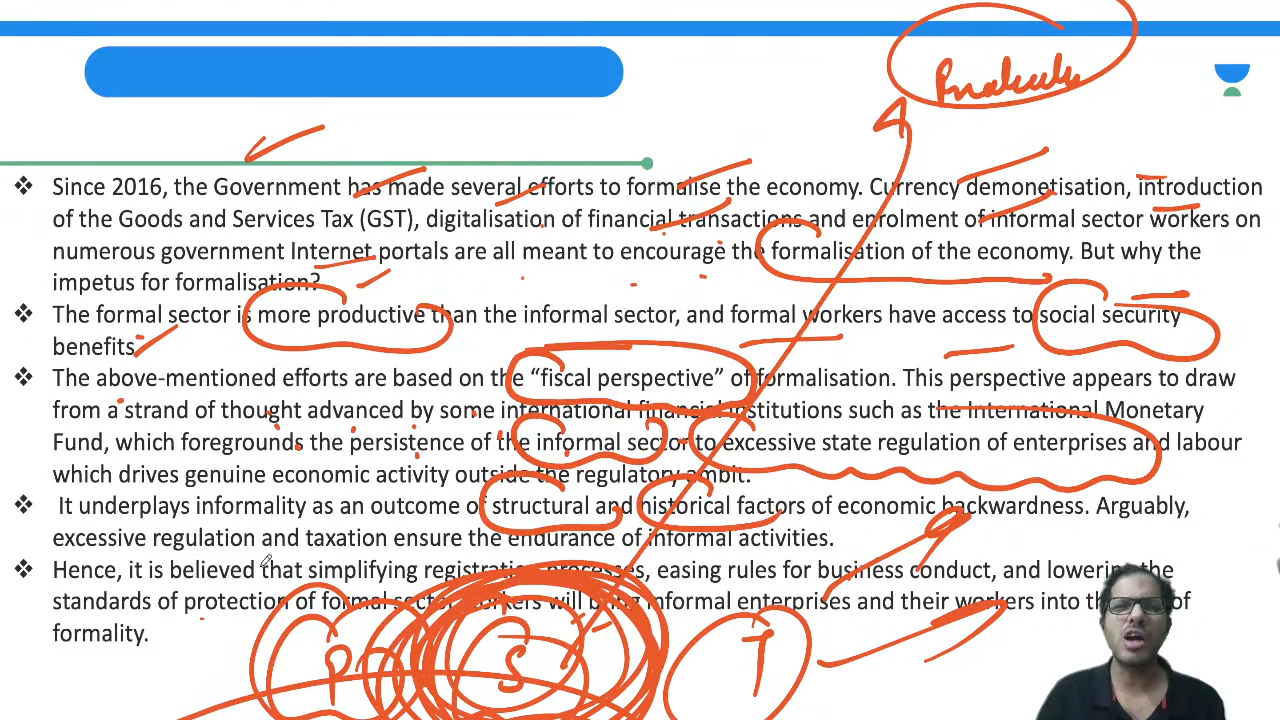 Since 2016, the Government has made several efforts to formalise the economy. Currency demonetisation, introduction
of the Goods and Services Tax (GST), digitalisation of financial transactions and enrolment of informal sector workers on
numerous government Internet portals are all meant to encourage the formalisation of the economy. But why the
impetus for formalisation?
The formal sector is more productive than the informal sector, and formal workers have access to social security
benefits.
The above-mentioned efforts are based on the “fiscal perspective” of formalisation. This perspective appears to draw
from a strand of thought advanced by some international financial institutions such as the International Monetary
Fund, which foregrounds the persistence of the informal sector to excessive state regulation of enterprises and labour
which drives genuine economic activity outside the regulatory ambit.
It underplays informality as an outcome of structural and historical factors of economic backwardness. Arguably,
excessive regulation and taxation ensure the endurance of informal activities.
Hence, it is believed that simplifying registration processes, easing rules for business conduct, and lowering the
standards of protection of formal sector workers will bring informal enterprises and their workers into the of
formality.
P S T